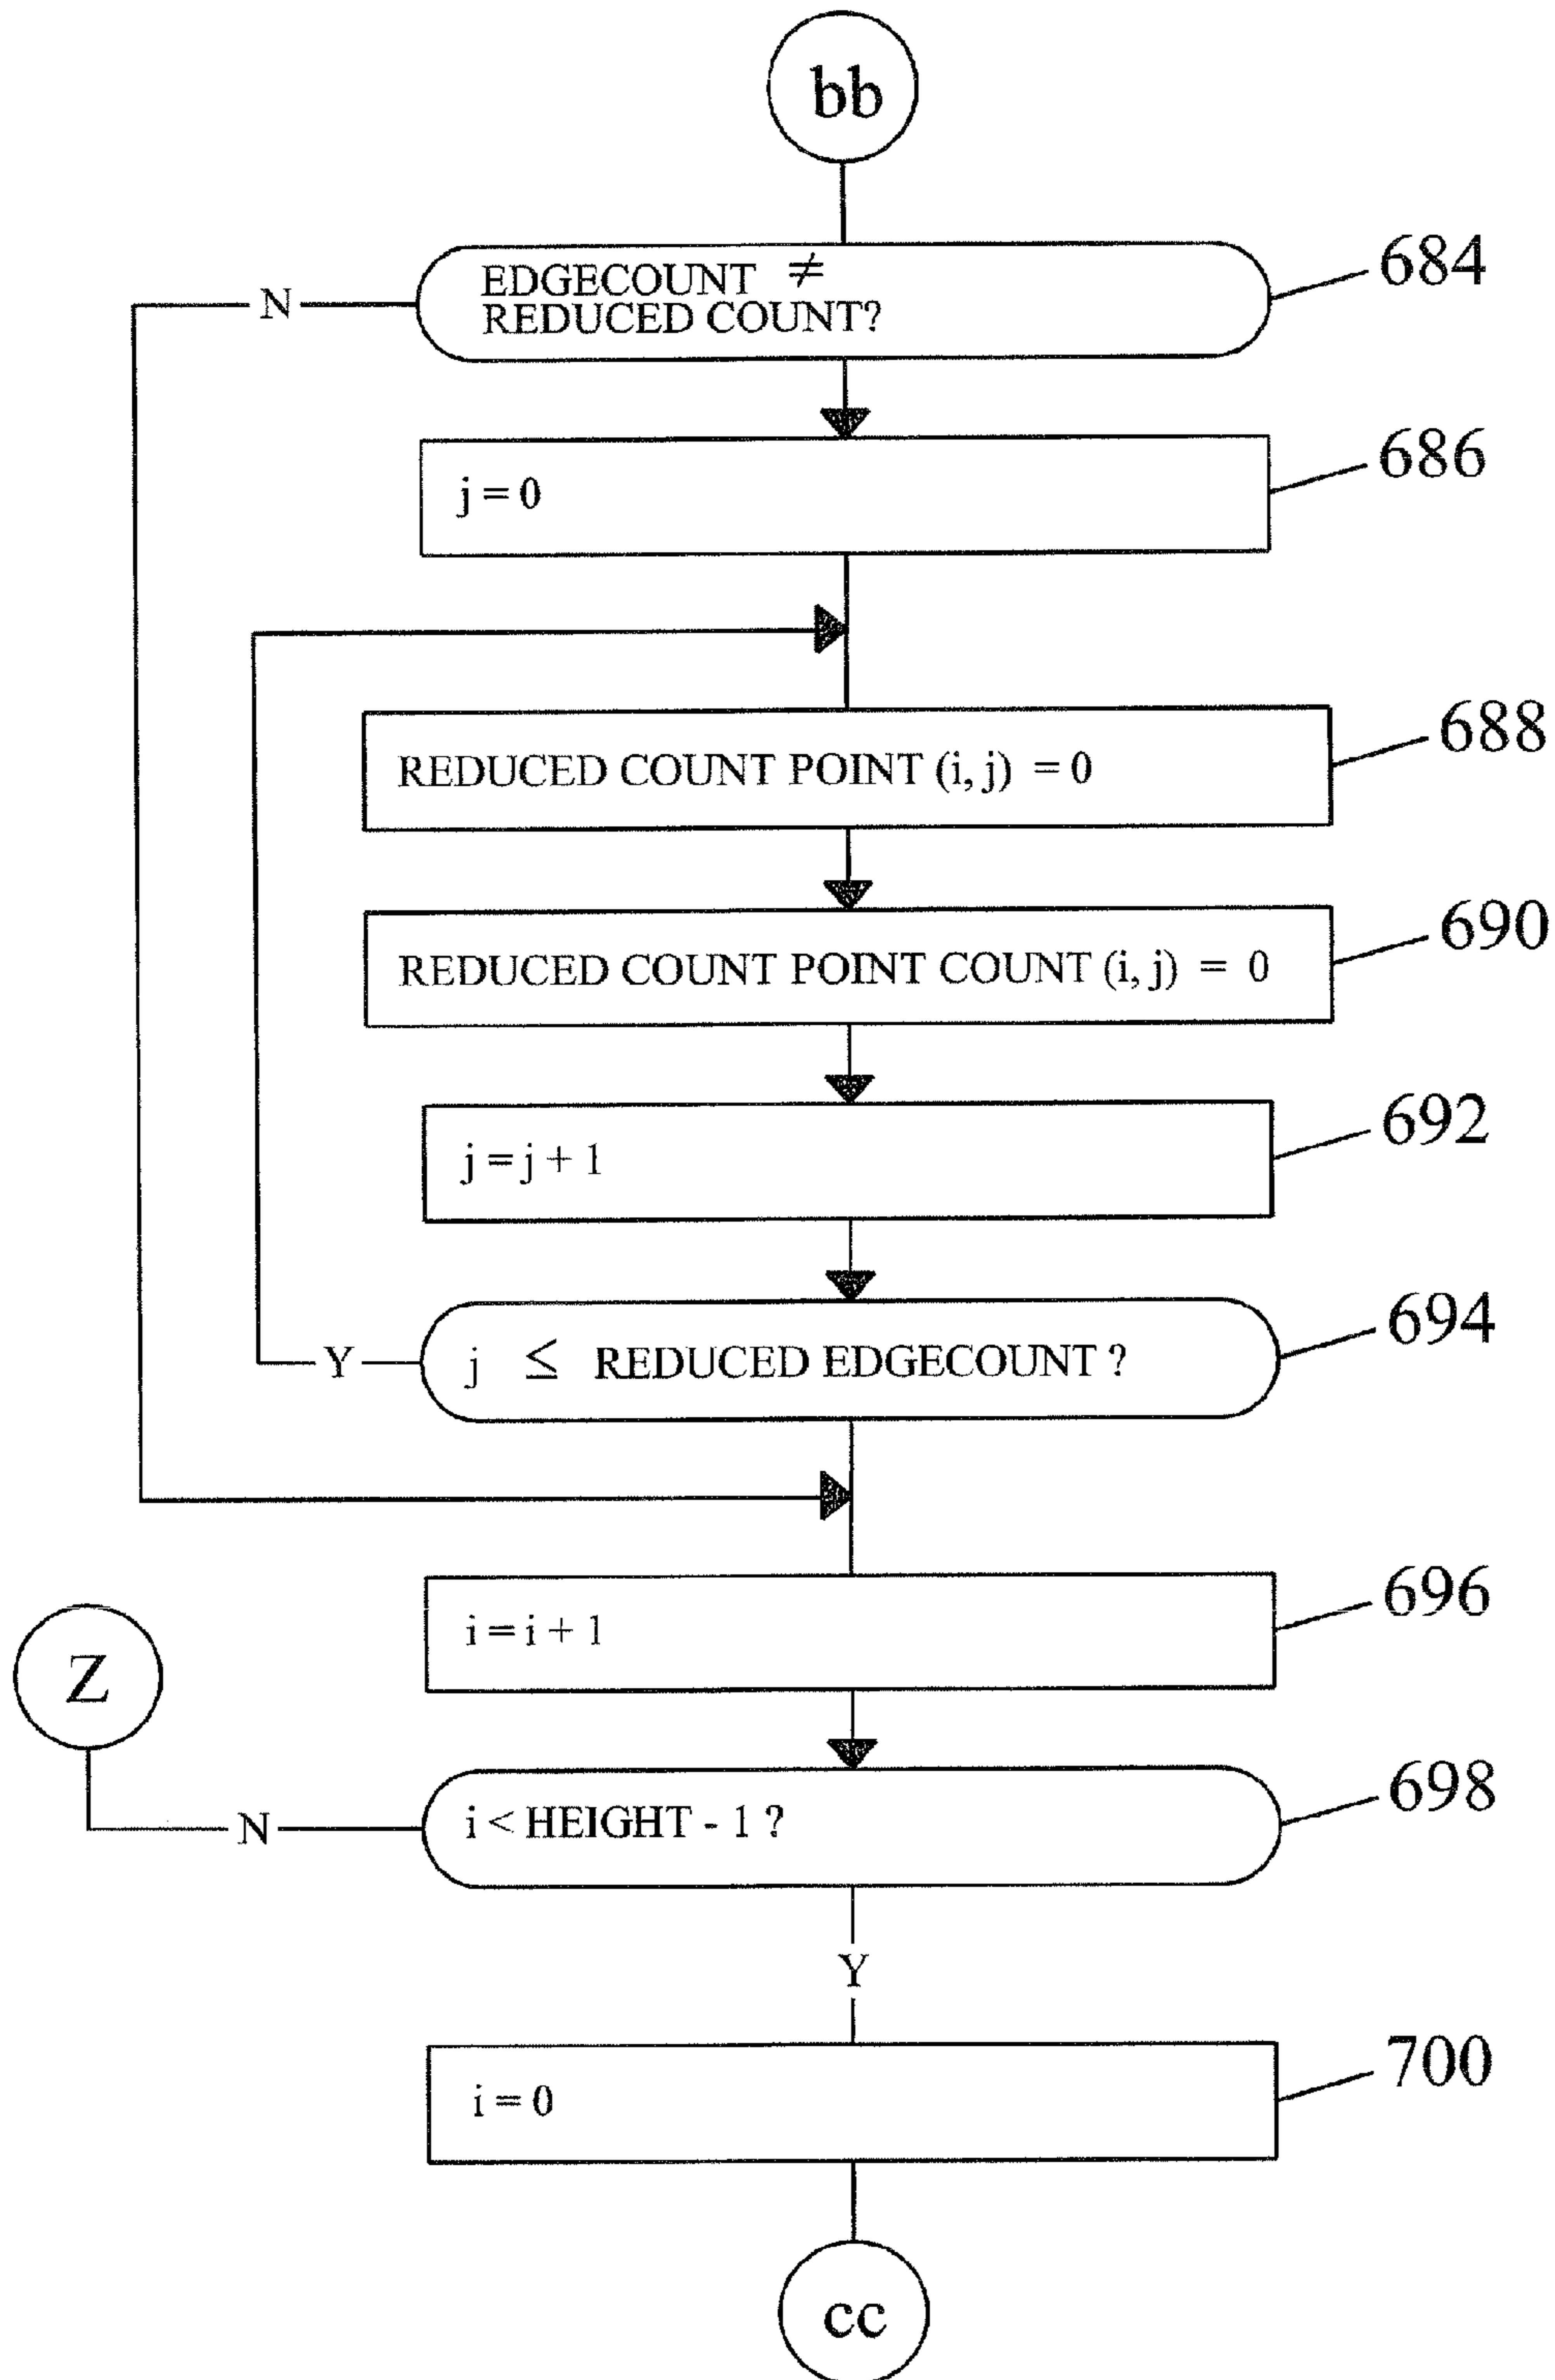 bb
EDGECOUNT ≠
REDUCED COUNT?
684
N
j = 0
686
REDUCED COUNT POINT (i, j) = 0
688
REDUCED COUNT POINT COUNT (i, j) = 0
690
j = j + 1
692
j ≤ REDUCED EDGECOUNT ?
694
Y
i = i + 1
696
Z
i < HEIGHT - 1 ?
698
N
Y
i = 0
700
cc